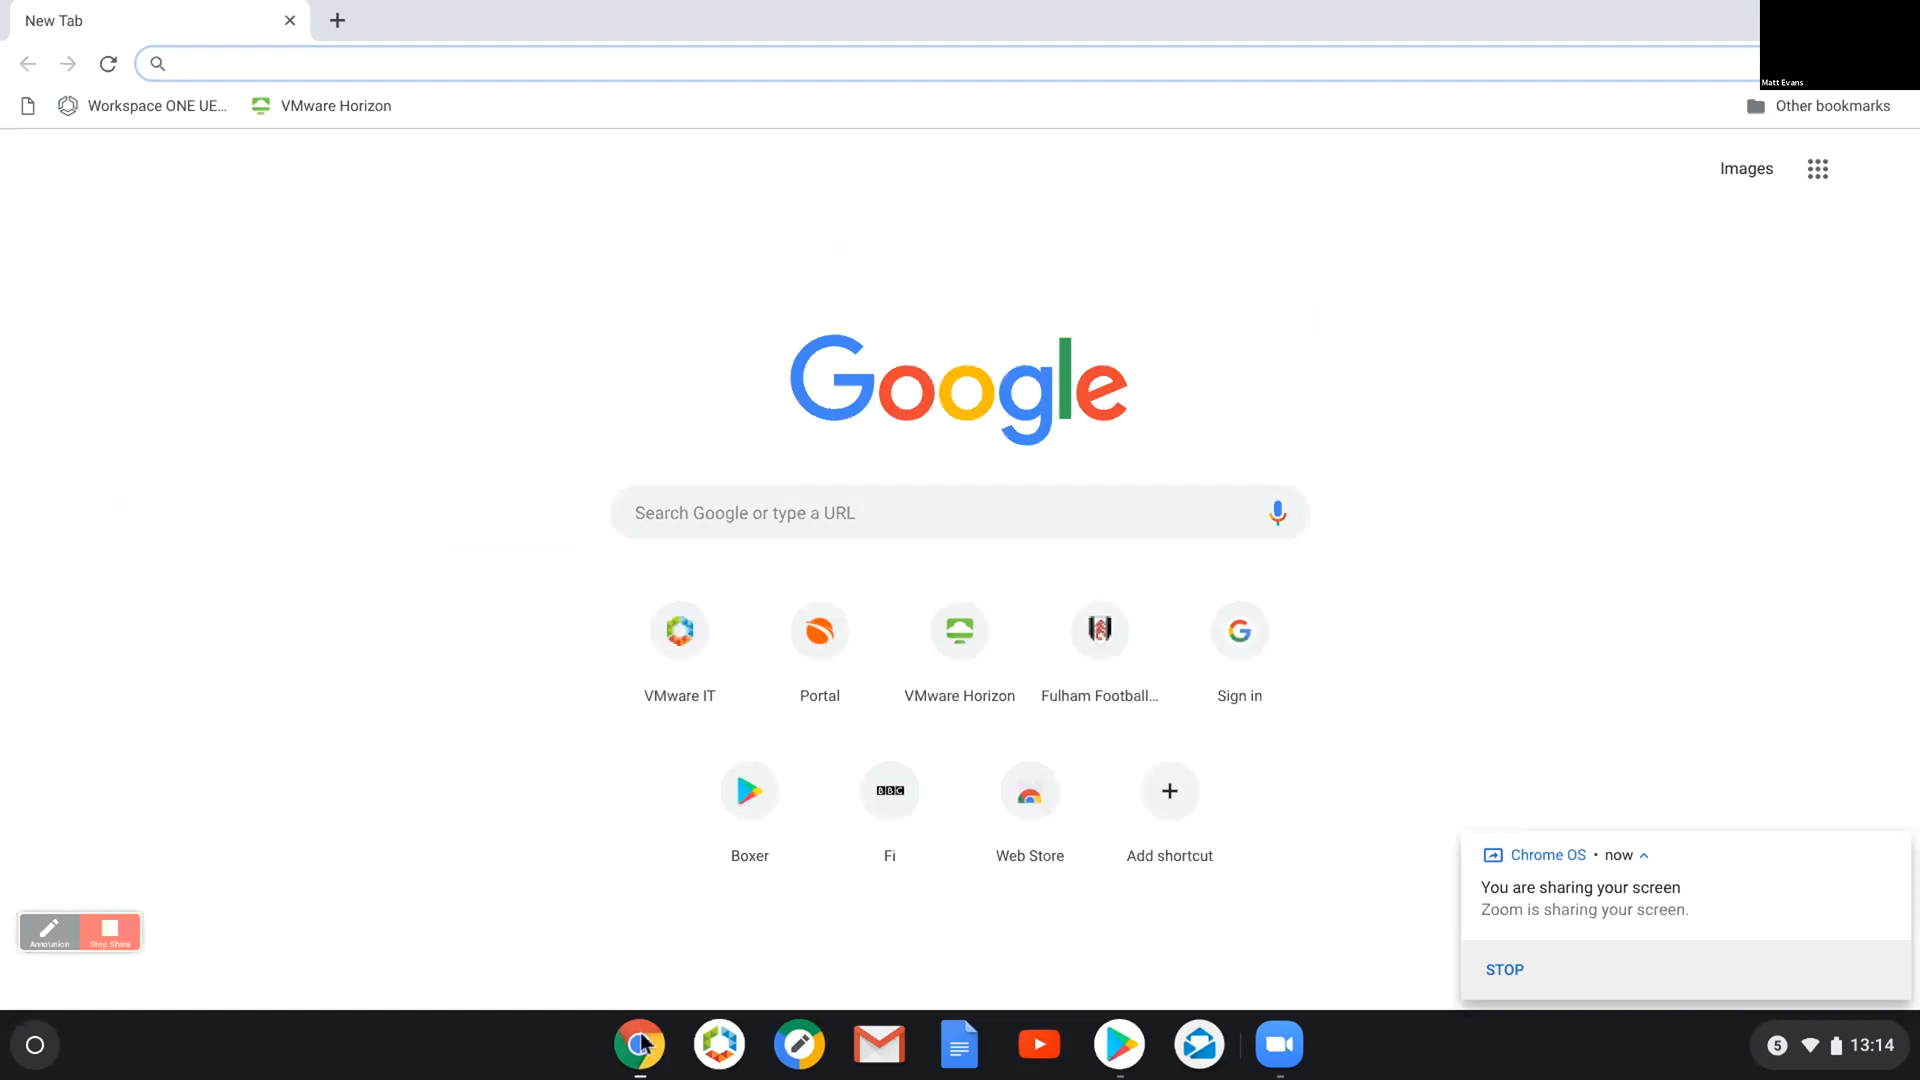 New Tab
Matt Evans
Workspace ONE UE...
VMware Horizon
Other bookmarks
Images
Google
Search Google or type a URL
VMware IT
Portal
VMware Horizon
Fulham Football...
Sign in
BBC
Boxer
Fi
Web Store
Add shortcut
Chrome OS • now
You are sharing your screen
Zoom is sharing your screen.
STOP
Annotation
Stop Share
5
13:14